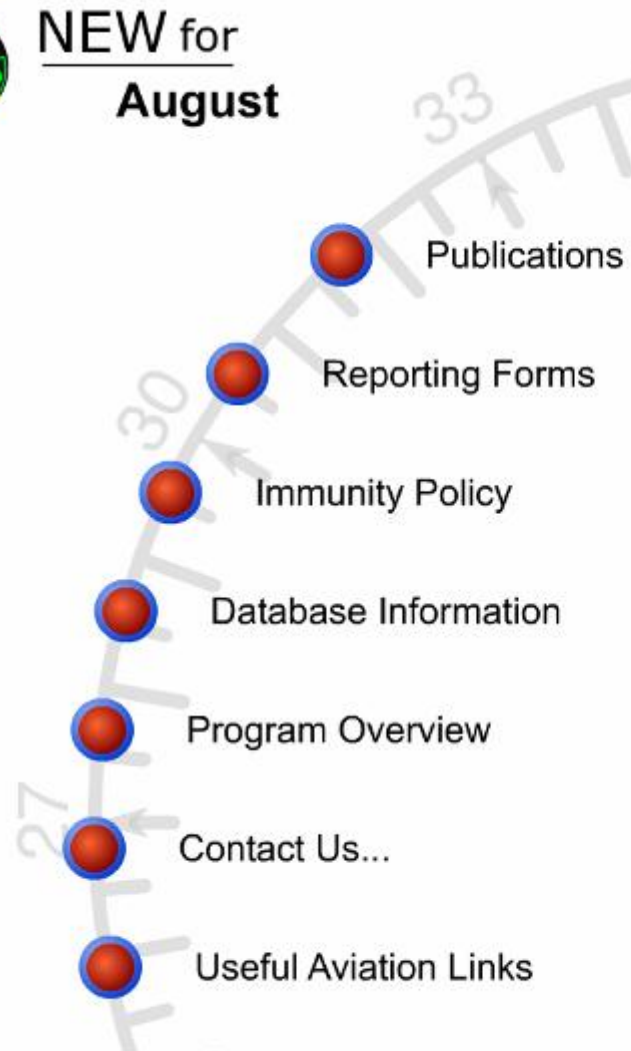 NEW for
August
33
Publications
Reporting Forms
30
Immunity Policy
Database Information
Program Overview
27
Contact Us...
Useful Aviation Links